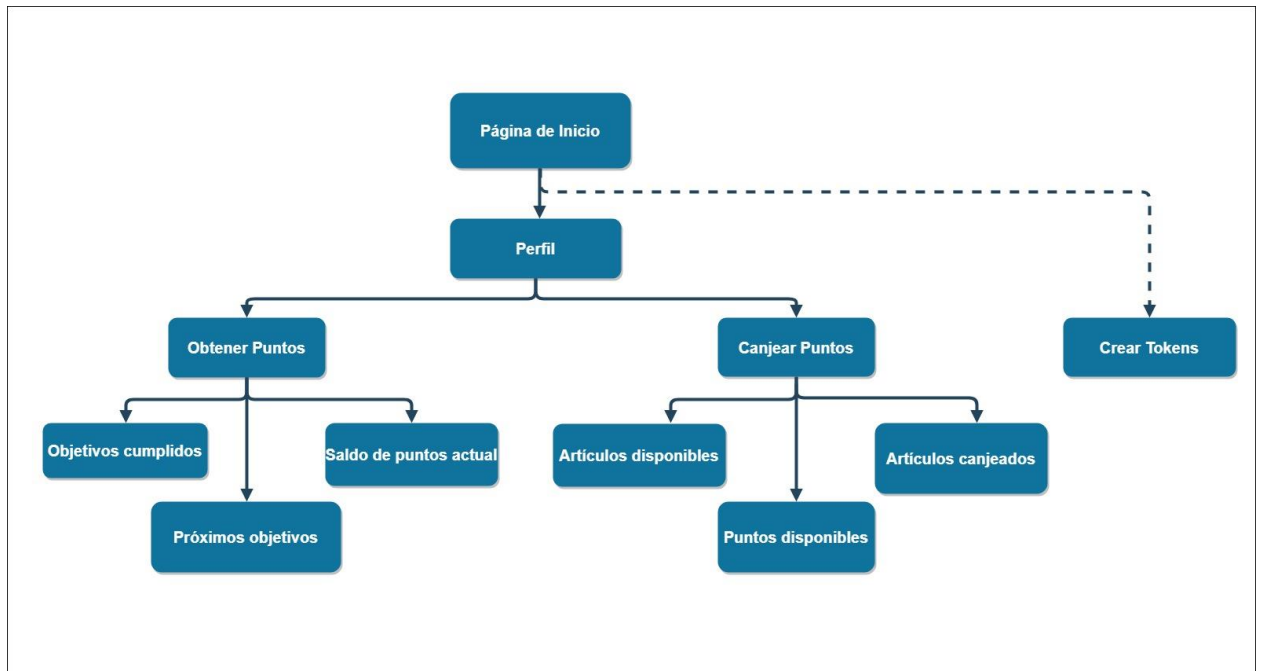 Página de Inicio
Perfil
Obtener Puntos
Canjear Puntos
Crear Tokens
Objetivos cumplidos
Saldo de puntos actual
Artículos disponibles
Artículos canjeados
Próximos objetivos
Puntos disponibles